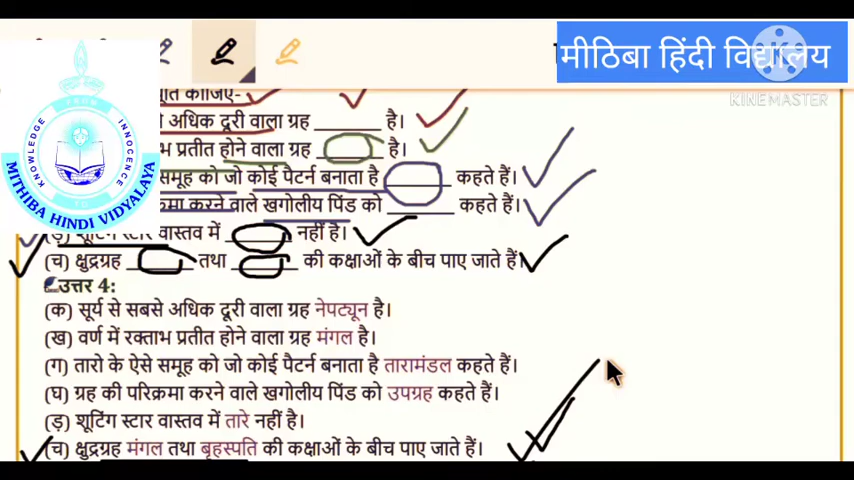 मीठिबा हिंदी विद्यालय
KINEMASTER
KNOWLEDGE INNOCENCE
MITHIBA HINDI VIDYALAYA
अधिक दूरी वाला ग्रह ______ है।
प्रतीत होने वाला ग्रह ______ है।
समूह को जो कोई पैटर्न बनाता है ______ कहते हैं।
करने वाले खगोलीय पिंड को ______ कहते हैं।
(ड़) शूटिंग स्टार वास्तव में ______ नहीं है।
(च) क्षुद्रग्रह ______ तथा ______ की कक्षाओं के बीच पाए जाते हैं।
उत्तर 4:
(क) सूर्य से सबसे अधिक दूरी वाला ग्रह नेपट्यून है।
(ख) वर्ण में रक्ताभ प्रतीत होने वाला ग्रह मंगल है।
(ग) तारो के ऐसे समूह को जो कोई पैटर्न बनाता है तारामंडल कहते हैं।
(घ) ग्रह की परिक्रमा करने वाले खगोलीय पिंड को उपग्रह कहते हैं।
(ड़) शूटिंग स्टार वास्तव में तारे नहीं है।
(च) क्षुद्रग्रह मंगल तथा बृहस्पति की कक्षाओं के बीच पाए जाते हैं।